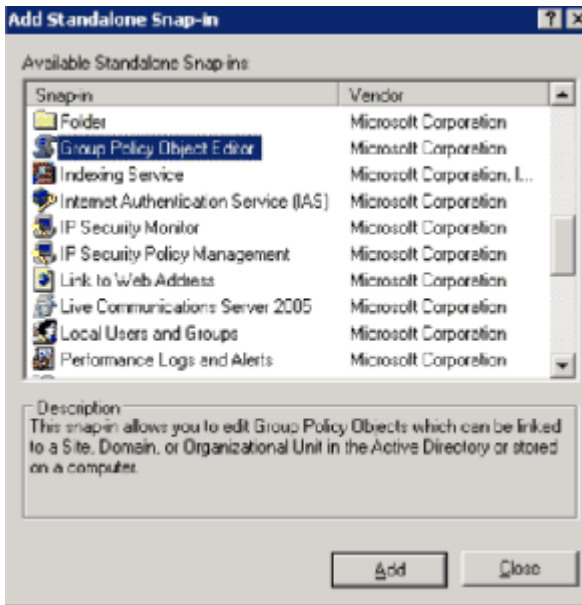 Add Standalone Snap-in
Available Standalone Snap-ins:
Snap-in Vendor
Folder Microsoft Corporation
Group Policy Object Editor Microsoft Corporation
Indexing Service Microsoft Corporation, I...
Internet Authentication Service (IAS) Microsoft Corporation
IP Security Monitor Microsoft Corporation
IP Security Policy Management Microsoft Corporation
Link to Web Address Microsoft Corporation
Live Communications Server 2005 Microsoft Corporation
Local Users and Groups Microsoft Corporation
Performance Logs and Alerts Microsoft Corporation
Description
This snap-in allows you to edit Group Policy Objects which can be linked
to a Site, Domain, or Organizational Unit in the Active Directory or stored
on a computer.
Add Close